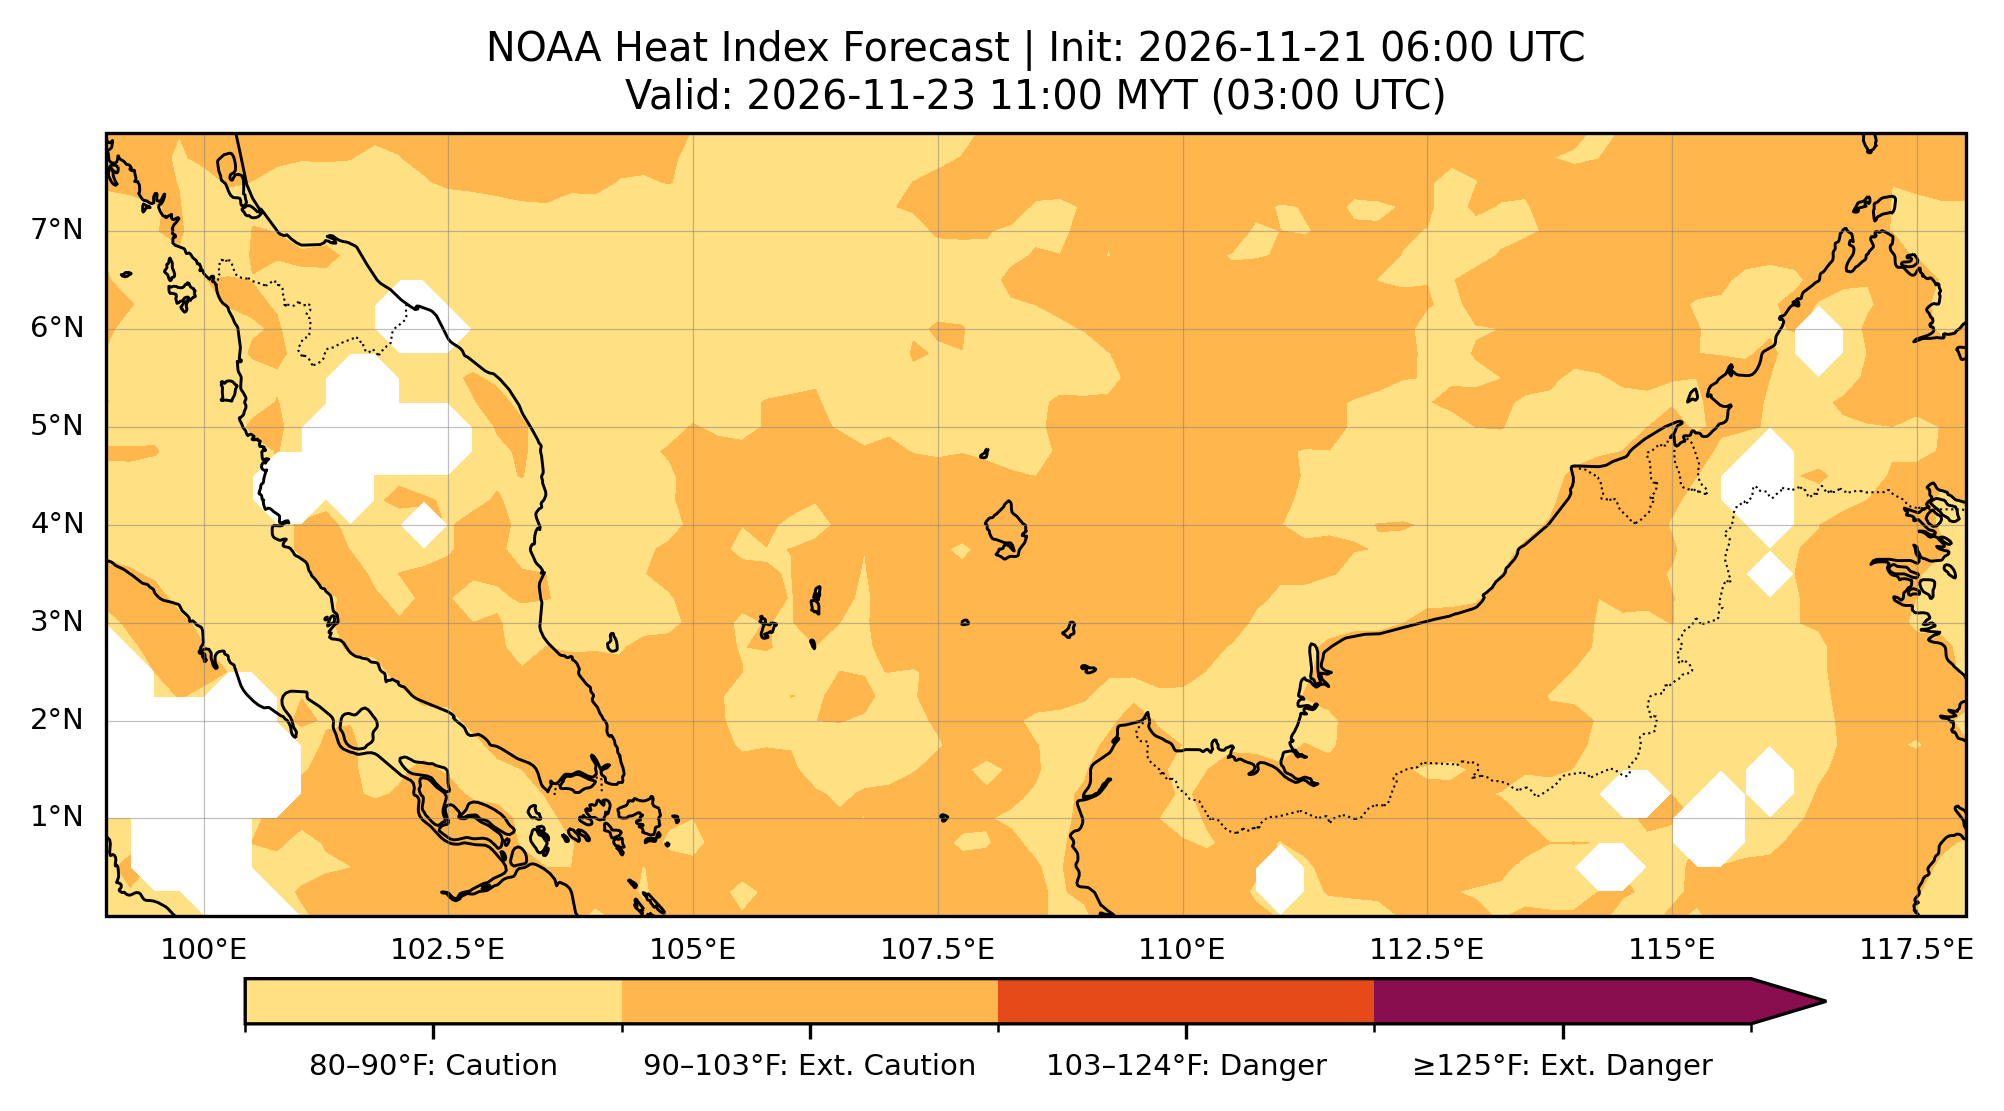 NOAA Heat Index Forecast | Init: 2026-11-21 06:00 UTC
Valid: 2026-11-23 11:00 MYT (03:00 UTC)
7°N
6°N
5°N
4°N
3°N
2°N
1°N
100°E 102.5°E 105°E 107.5°E 110°E 112.5°E 115°E 117.5°E
80–90°F: Caution 90–103°F: Ext. Caution 103–124°F: Danger ≥125°F: Ext. Danger